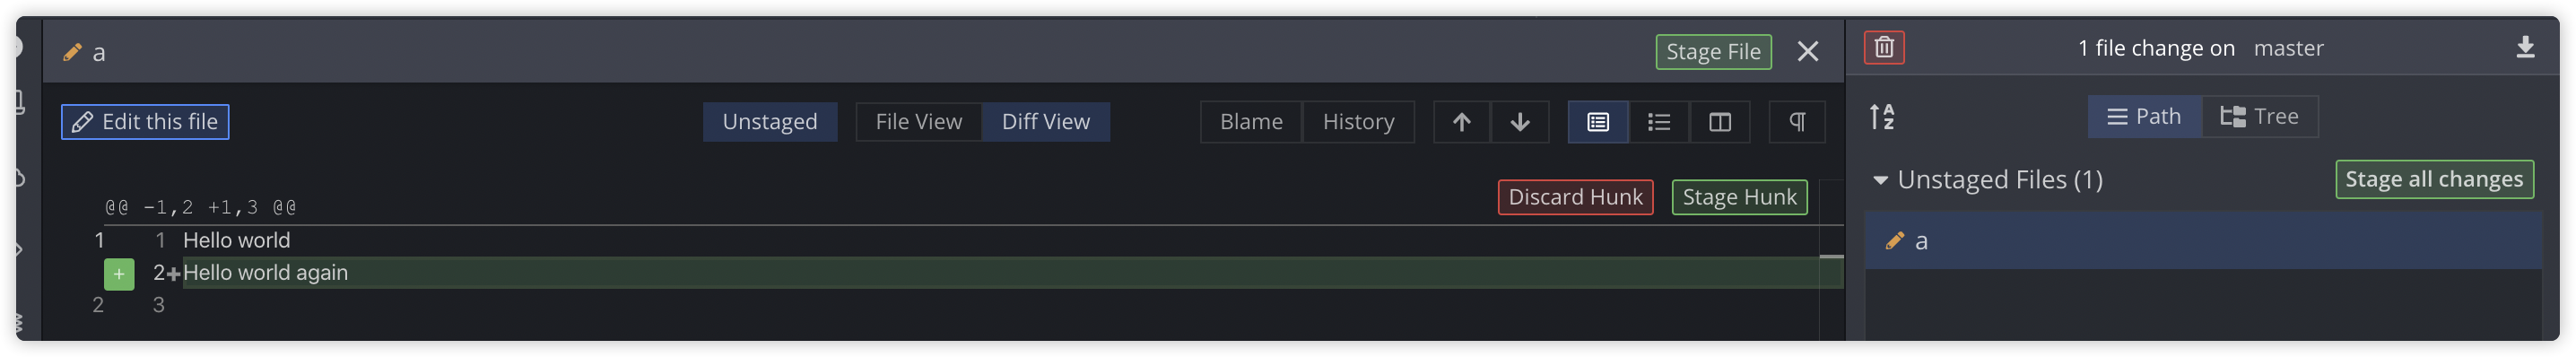 a
Stage File
1 file change on master
Edit this file
Unstaged
File View
Diff View
Blame
History
Path
Tree
Unstaged Files (1)
Stage all changes
a
@@ -1,2 +1,3 @@
Discard Hunk
Stage Hunk
1 1 Hello world
+ 2+Hello world again
2 3